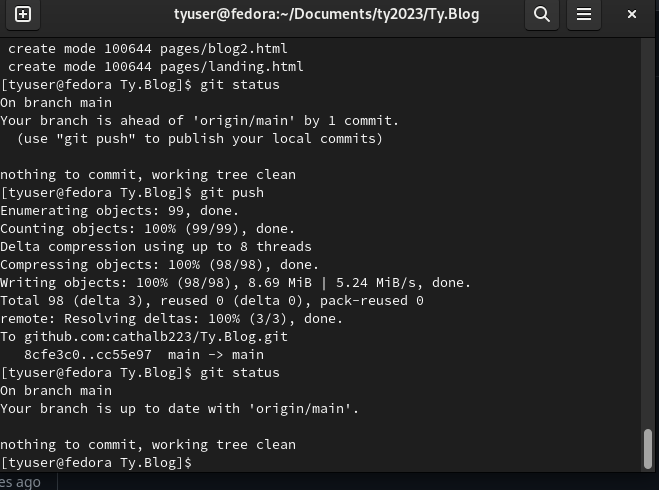 tyuser@fedora:~/Documents/ty2023/Ty.Blog
create mode 100644 pages/blog2.html
create mode 100644 pages/landing.html
[tyuser@fedora Ty.Blog]$ git status
On branch main
Your branch is ahead of 'origin/main' by 1 commit.
(use "git push" to publish your local commits)
nothing to commit, working tree clean
[tyuser@fedora Ty.Blog]$ git push
Enumerating objects: 99, done.
Counting objects: 100% (99/99), done.
Delta compression using up to 8 threads
Compressing objects: 100% (98/98), done.
Writing objects: 100% (98/98), 8.69 MiB | 5.24 MiB/s, done.
Total 98 (delta 3), reused 0 (delta 0), pack-reused 0
remote: Resolving deltas: 100% (3/3), done.
To github.com:cathalb223/Ty.Blog.git
8cfe3c0..cc55e97  main -> main
[tyuser@fedora Ty.Blog]$ git status
On branch main
Your branch is up to date with 'origin/main'.
nothing to commit, working tree clean
[tyuser@fedora Ty.Blog]$
es ago